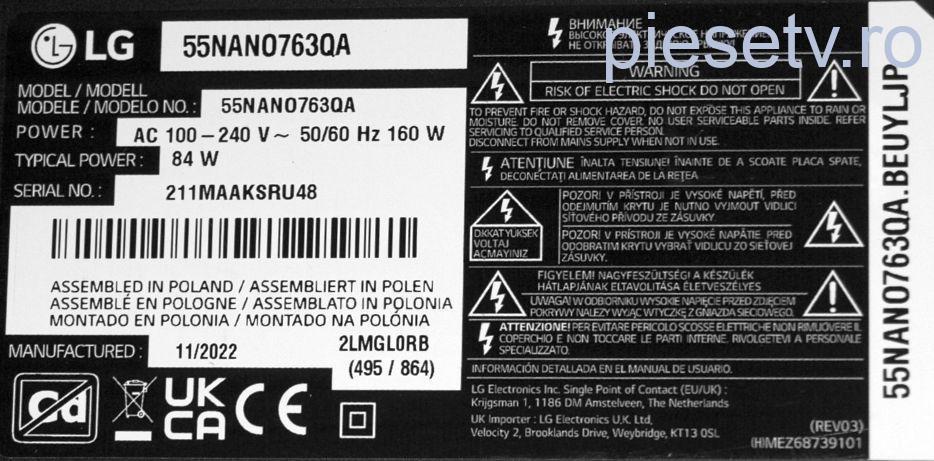 LG
55NANO763QA
MODEL / MODELL
MODELE / MODELO NO.: 55NANO763QA
POWER: AC 100 – 240 V ~ 50/60 Hz 160 W
TYPICAL POWER: 84 W
SERIAL NO.: 211MAAKSRU48
ASSEMBLED IN POLAND / ASSEMBLIERT IN POLEN
ASSEMBLÉ EN POLOGNE / ASSEMBLATO IN POLONIA
MONTADO EN POLONIA / MONTADO NA POLÓNIA
MANUFACTURED: 11/2022 2LMGL0RB
(495 / 864)
Cd
UK
CA
CE
ВНИМАНИЕ
ВЫСОКОЕ ЭЛЕКТРИЧЕСКОЕ НАПРЯЖЕНИЕ
НЕ ОТКРЫВАТЬ
piesetv.ro
WARNING
RISK OF ELECTRIC SHOCK DO NOT OPEN
TO PREVENT FIRE OR SHOCK HAZARD, DO NOT EXPOSE THIS APPLIANCE TO RAIN OR
MOISTURE. DO NOT REMOVE COVER. NO USER SERVICEABLE PARTS INSIDE. REFER
SERVICING TO QUALIFIED SERVICE PERSON.
DISCONNECT FROM MAINS SUPPLY WHEN NOT IN USE.
ATENŢIUNE ÎNALTA TENSIUNE! ÎNAINTE DE A SCOATE PLACA SPATE,
DECONECTAŢI ALIMENTAREA DE LA REŢEA
DIKKAT YUKSEK
VOLTAJ
ACMAYINIZ
POZOR! V PŘÍSTROJI JE VYSOKÉ NAPĚTÍ, PŘED
ODEJMUTÍM KRYTU JE NUTNO VYJMOUT VIDLICI
SÍŤOVÉHO PŘÍVODU ZE ZÁSUVKY.
POZOR! V PRÍSTROJI JE VYSOKÉ NAPÄTIE. PRED
ODOBRATIM KRYTU VYBRAŤ VIDLICU ZO SIEŤOVEJ
ZÁSUVKY.
FIGYELEM! NAGYFESZÜLTSÉG! A KÉSZÜLÉK
HÁTLAPJÁNAK ELTÁVOLÍTÁSA ÉLETVESZÉLYES
UWAGA! W ODBIORNIKU WYSOKIE NAPIĘCIE PRZED ZDJĘCIEM
POKRYWY NALEŻY WYJĄĆ WTYCZKĘ Z GNIAZDA SIECIOWEGO.
ATTENZIONE! PER EVITARE PERICOLO SCOSSE ELETTRICHE NON RIMUOVERE IL
COPERCHIO E NON TOCCARE LE PARTI INTERNE. RIVOLGETEVI A PERSONALE
SPECIALIZZATO.
INFORMACIÓN DETALLADA EN EL MANUAL DE USUARIO.
LG Electronics Inc. Single Point of Contact (EU/UK) :
Krijgsman 1, 1186 DM Amstelveen, The Netherlands
UK Importer : LG Electronics U.K. Ltd,
Velocity 2, Brooklands Drive, Weybridge, KT13 0SL
(REV03)
(H)MEZ68739101
55NANO763QA.BEUYLJP